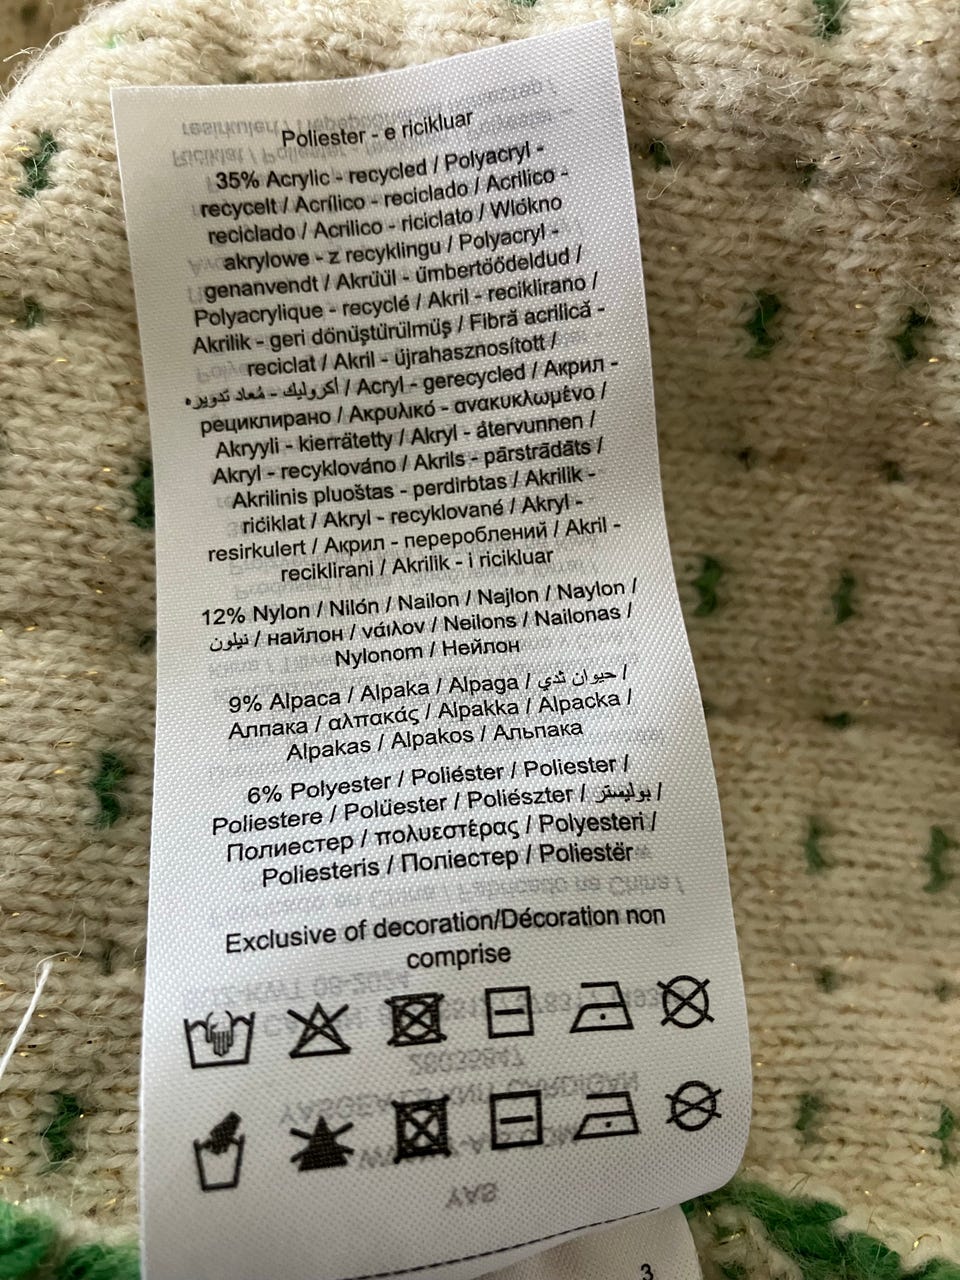 Poliester - e ricikluar
35% Acrylic - recycled / Polyacryl -
recycelt / Acrílico - reciclado / Acrílico -
reciclado / Acrilico - riciclato / Włókno
akrylowe - z recyklingu / Polyacryl -
genanvendt / Akrüül - ümbertöödeldud /
Polyacrylique - recyclé / Akril - reciklirano /
Akrilik - geri dönüştürülmüş / Fibră acrilică -
reciclat / Akril - újrahasznosított /
أكروليك - مُعاد تدويره / Acryl - gerecycled / Акрил -
рециклирано / Ακρυλικό - ανακυκλωμένο /
Akryyli - kierrätetty / Akryl - återvunnen /
Akryl - recyklováno / Akrils - pārstrādāts /
Akrilinis pluoštas - perdirbtas / Akrilik -
riċiklat / Akryl - recyklované / Akryl -
resirkulert / Акрил - перероблений / Akril -
reciklirani / Akrilik - i ricikluar
12% Nylon / Nilón / Nailon / Najlon / Naylon /
نيلون / найлон / νάιλον / Neilons / Nailonas /
Nylonom / Нейлон
9% Alpaca / Alpaka / Alpaga / حيوان ثدي /
Алпака / αλπακάς / Alpakka / Alpacka /
Alpakas / Alpakos / Альпака
6% Polyester / Poliéster / Poliester /
Poliestere / Polüester / Poliészter / بوليستر /
Полиестер / πολυεστέρας / Polyesteri /
Poliesteris / Поліестер / Poliestër
Exclusive of decoration/Décoration non
comprise
3